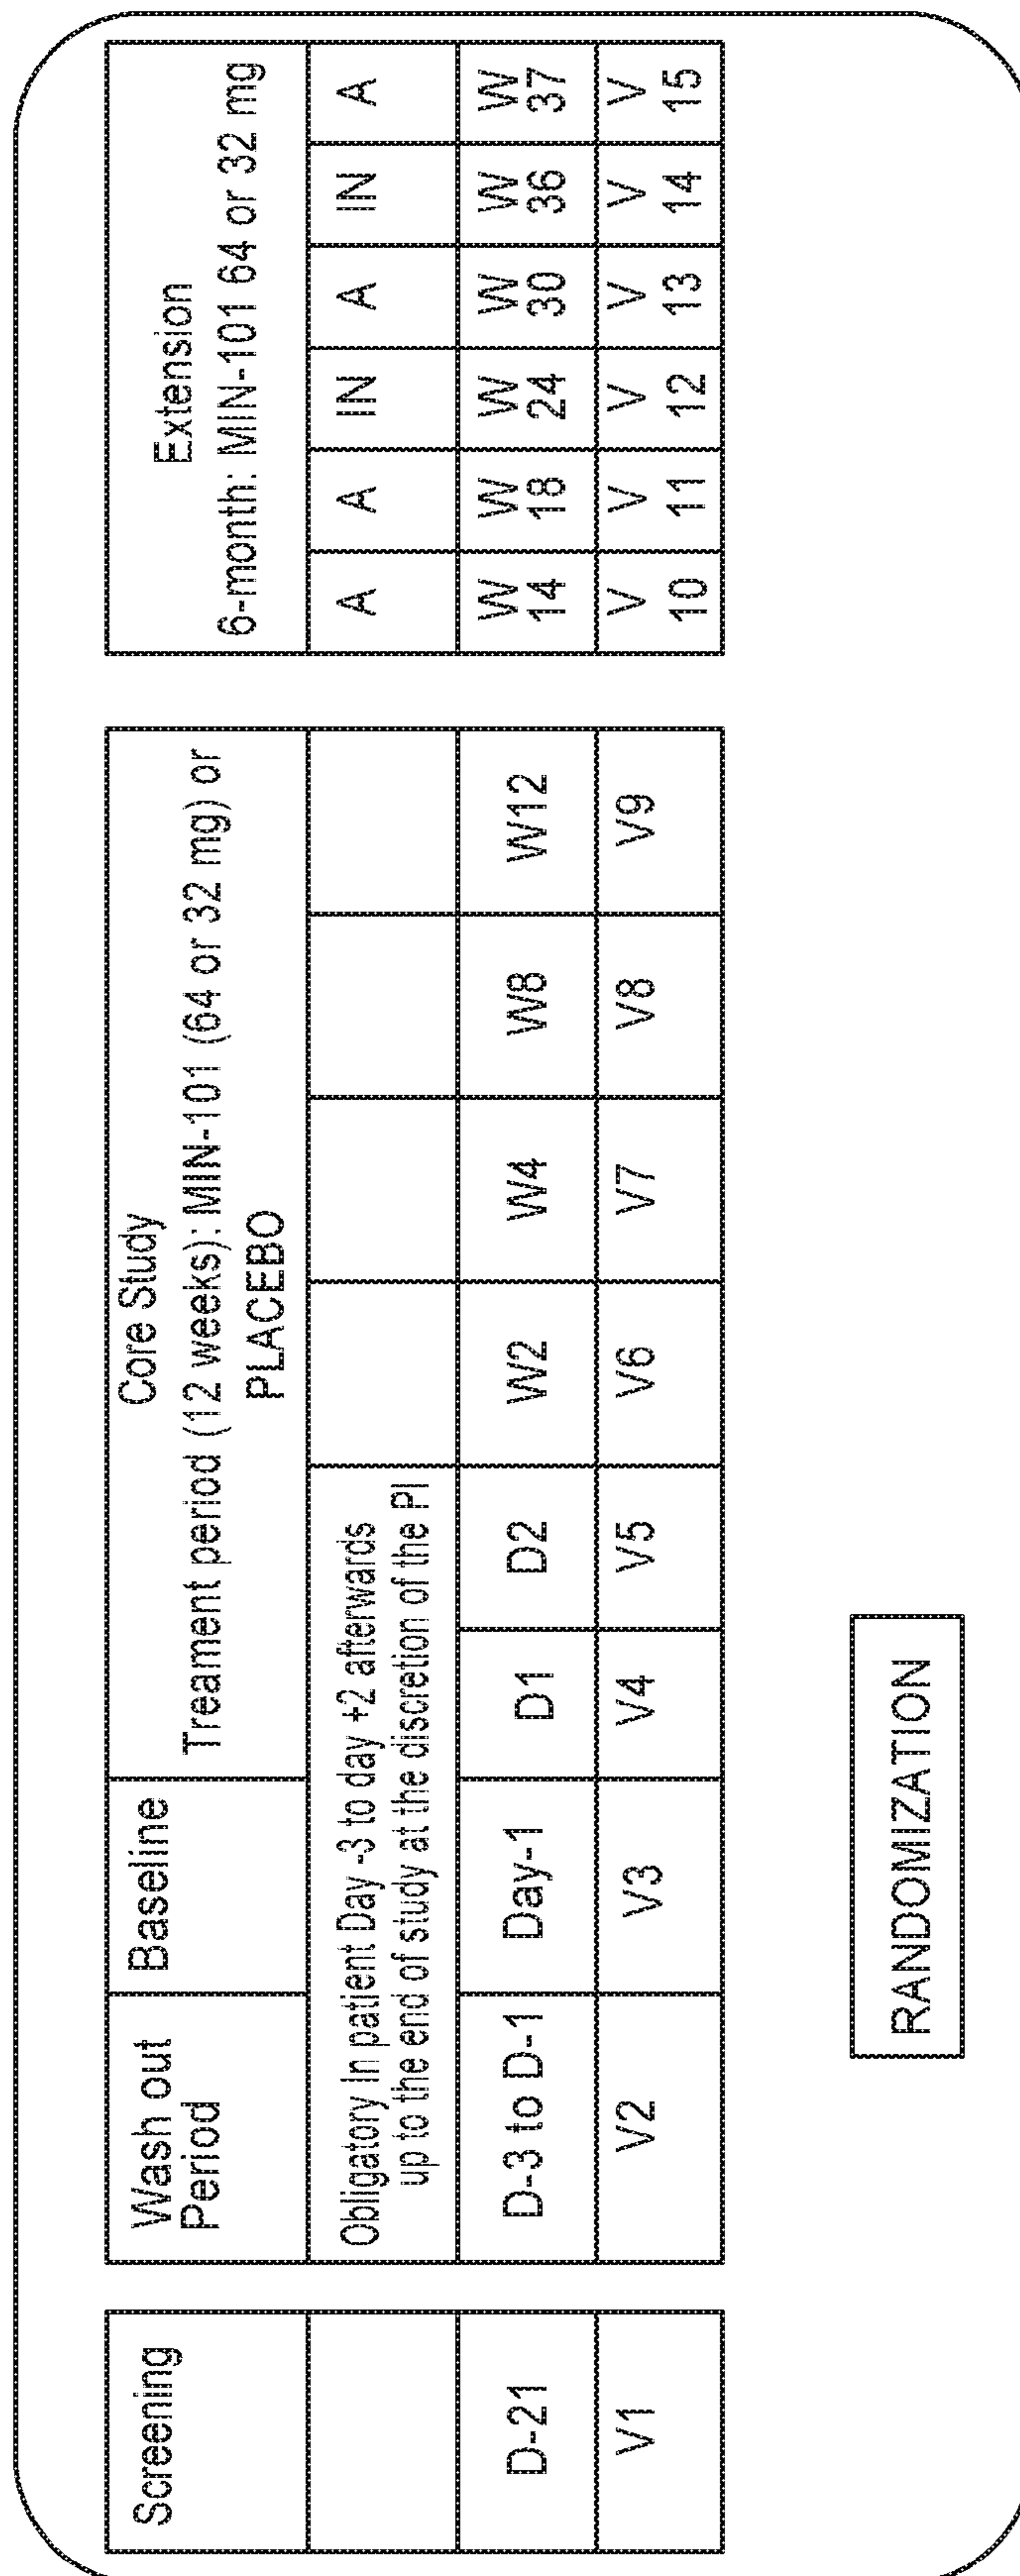 Screening
D-21
V1
Wash out
Period
Baseline
Core Study
Treament period (12 weeks): MIN-101 (64 or 32 mg) or
PLACEBO
Obligatory In patient Day -3 to day +2 afterwards
up to the end of study at the discretion of the PI
D-3 to D-1
Day-1
D1
D2
W2
W4
W8
W12
V2
V3
V4
V5
V6
V7
V8
V9
Extension
6-month: MIN-101 64 or 32 mg
A
A
IN
A
IN
A
W
14
W
18
W
24
W
30
W
36
W
37
V
10
V
11
V
12
V
13
V
14
V
15
RANDOMIZATION